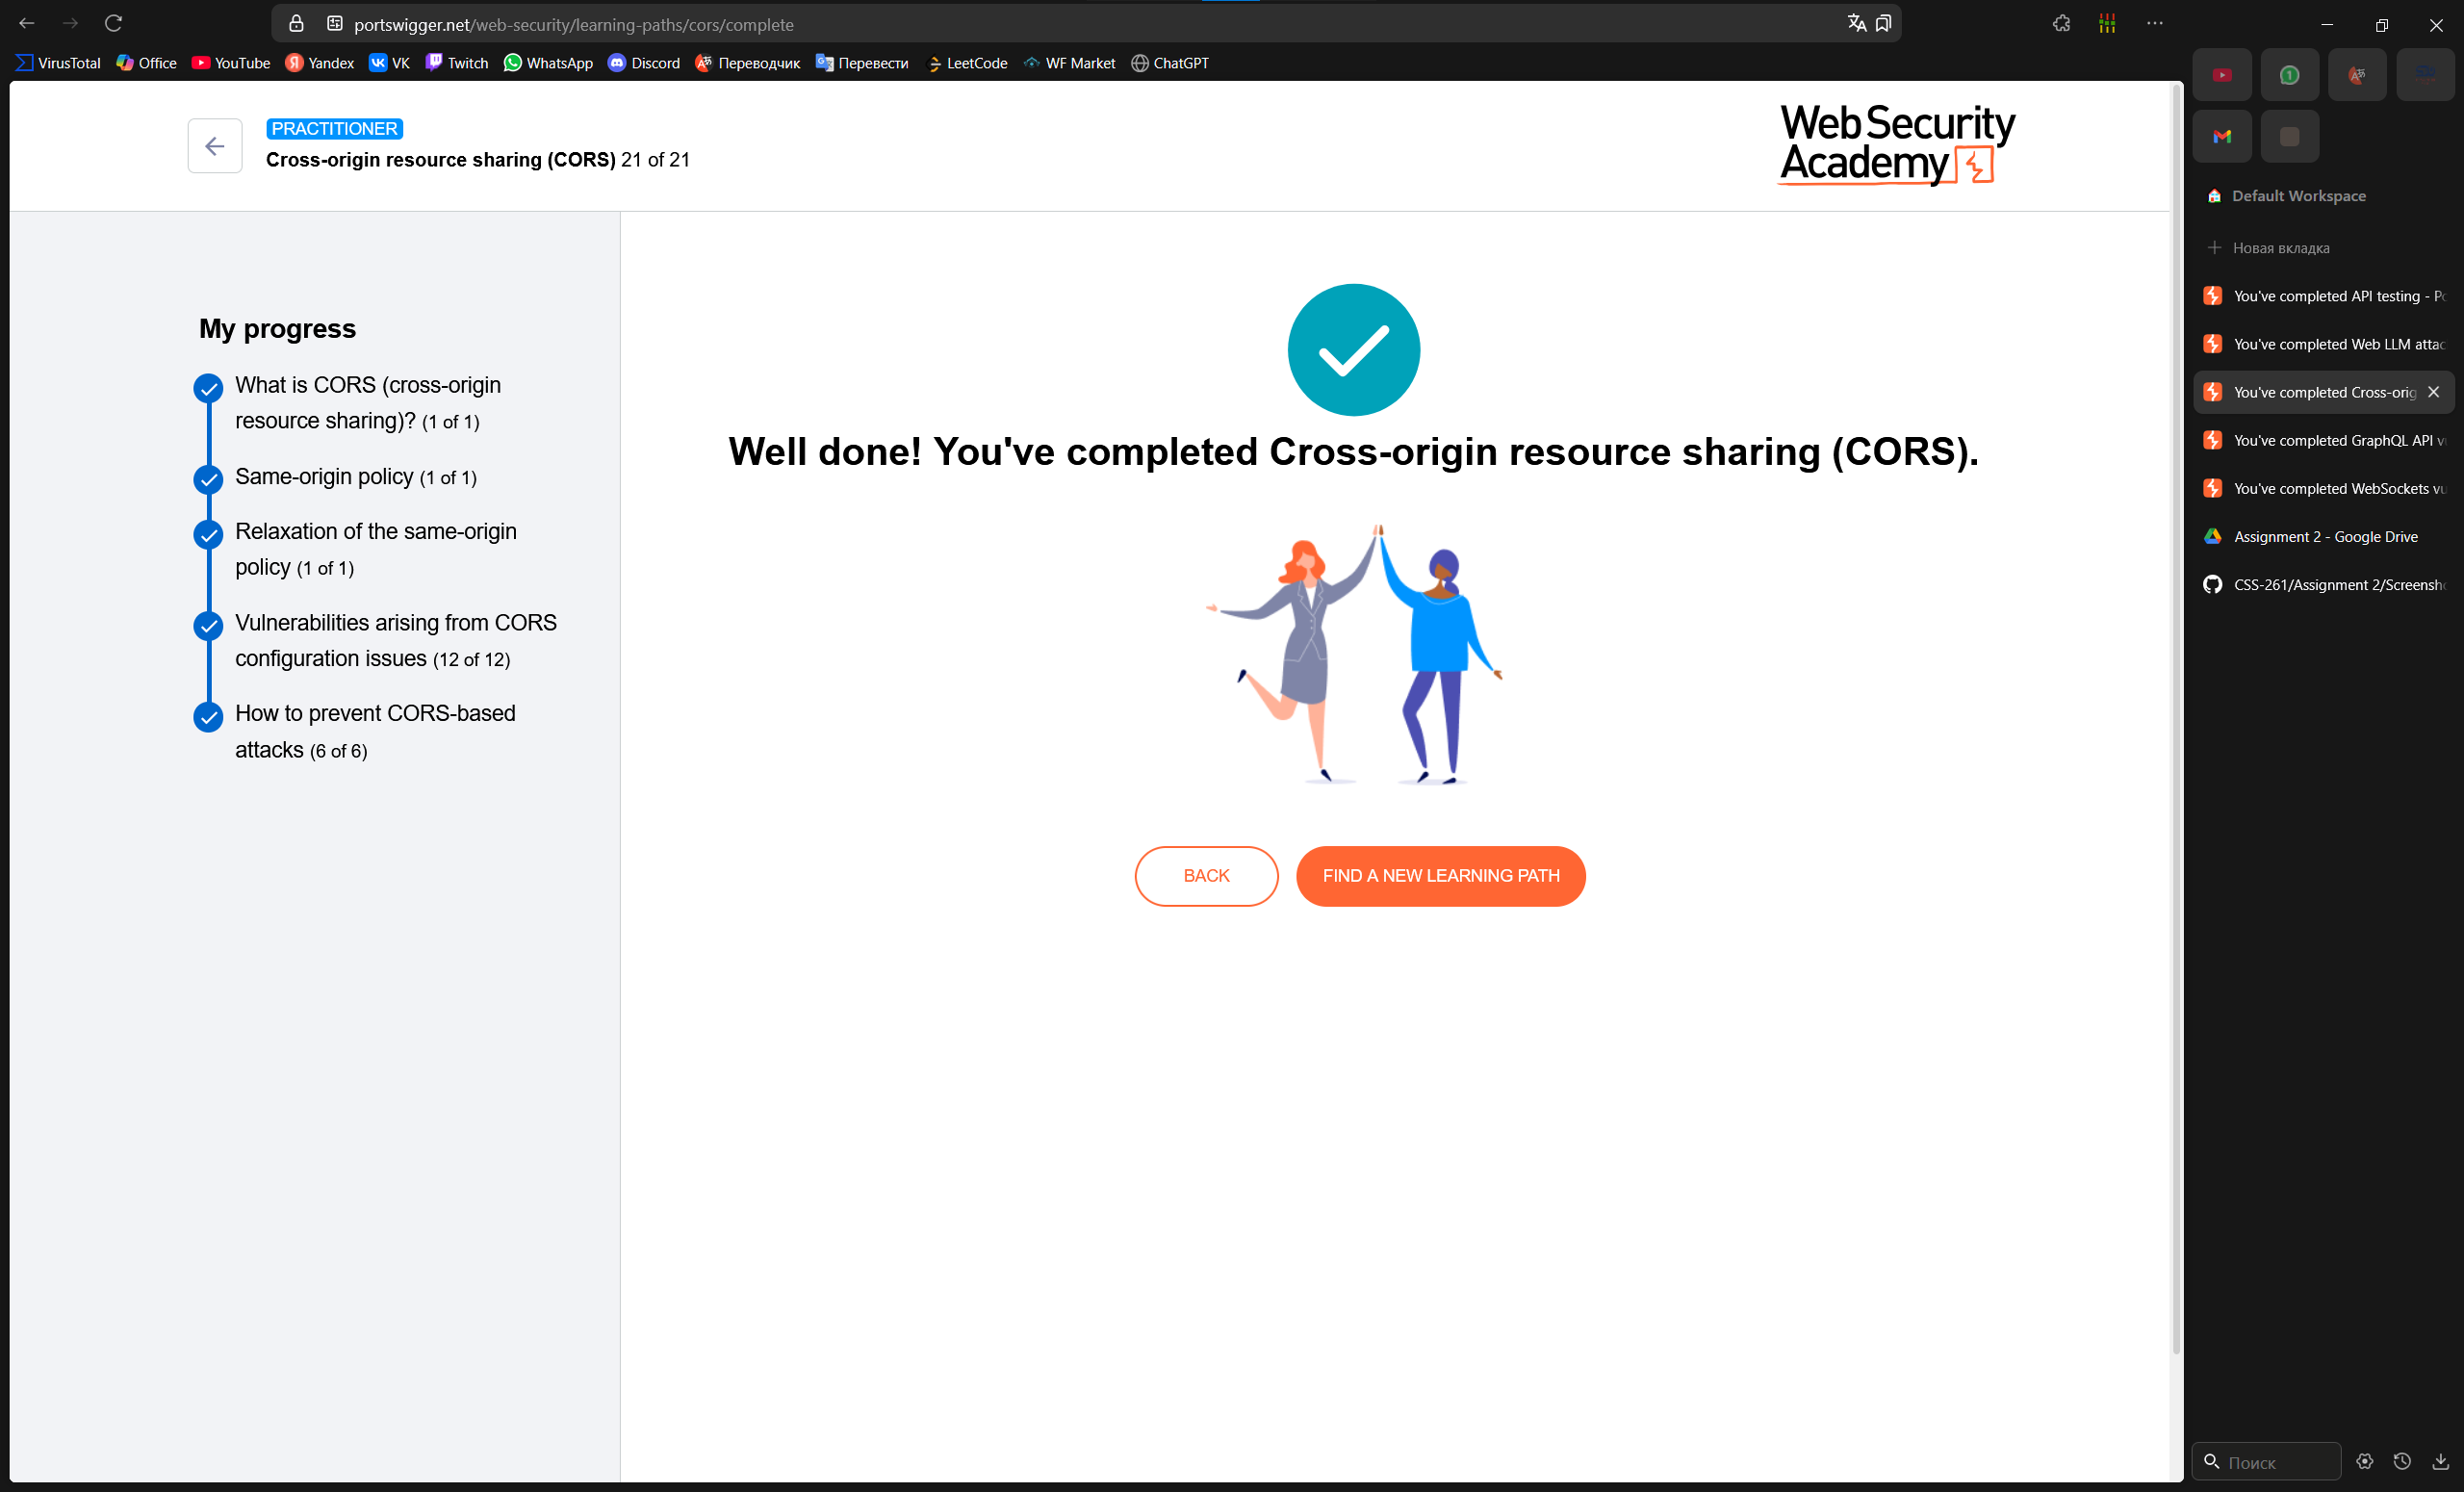 portswigger.net/web-security/learning-paths/cors/complete
VirusTotal Office YouTube Yandex VK Twitch WhatsApp Discord Переводчик Перевести LeetCode WF Market ChatGPT
PRACTITIONER
Cross-origin resource sharing (CORS) 21 of 21
Web Security
Academy
My progress
What is CORS (cross-origin
resource sharing)? (1 of 1)
Same-origin policy (1 of 1)
Relaxation of the same-origin
policy (1 of 1)
Vulnerabilities arising from CORS
configuration issues (12 of 12)
How to prevent CORS-based
attacks (6 of 6)
Well done! You've completed Cross-origin resource sharing (CORS).
BACK
FIND A NEW LEARNING PATH
1
Default Workspace
Новая вкладка
You've completed API testing - Po
You've completed Web LLM attac
You've completed Cross-orig
You've completed GraphQL API v
You've completed WebSockets vu
Assignment 2 - Google Drive
CSS-261/Assignment 2/Screensh
Поиск